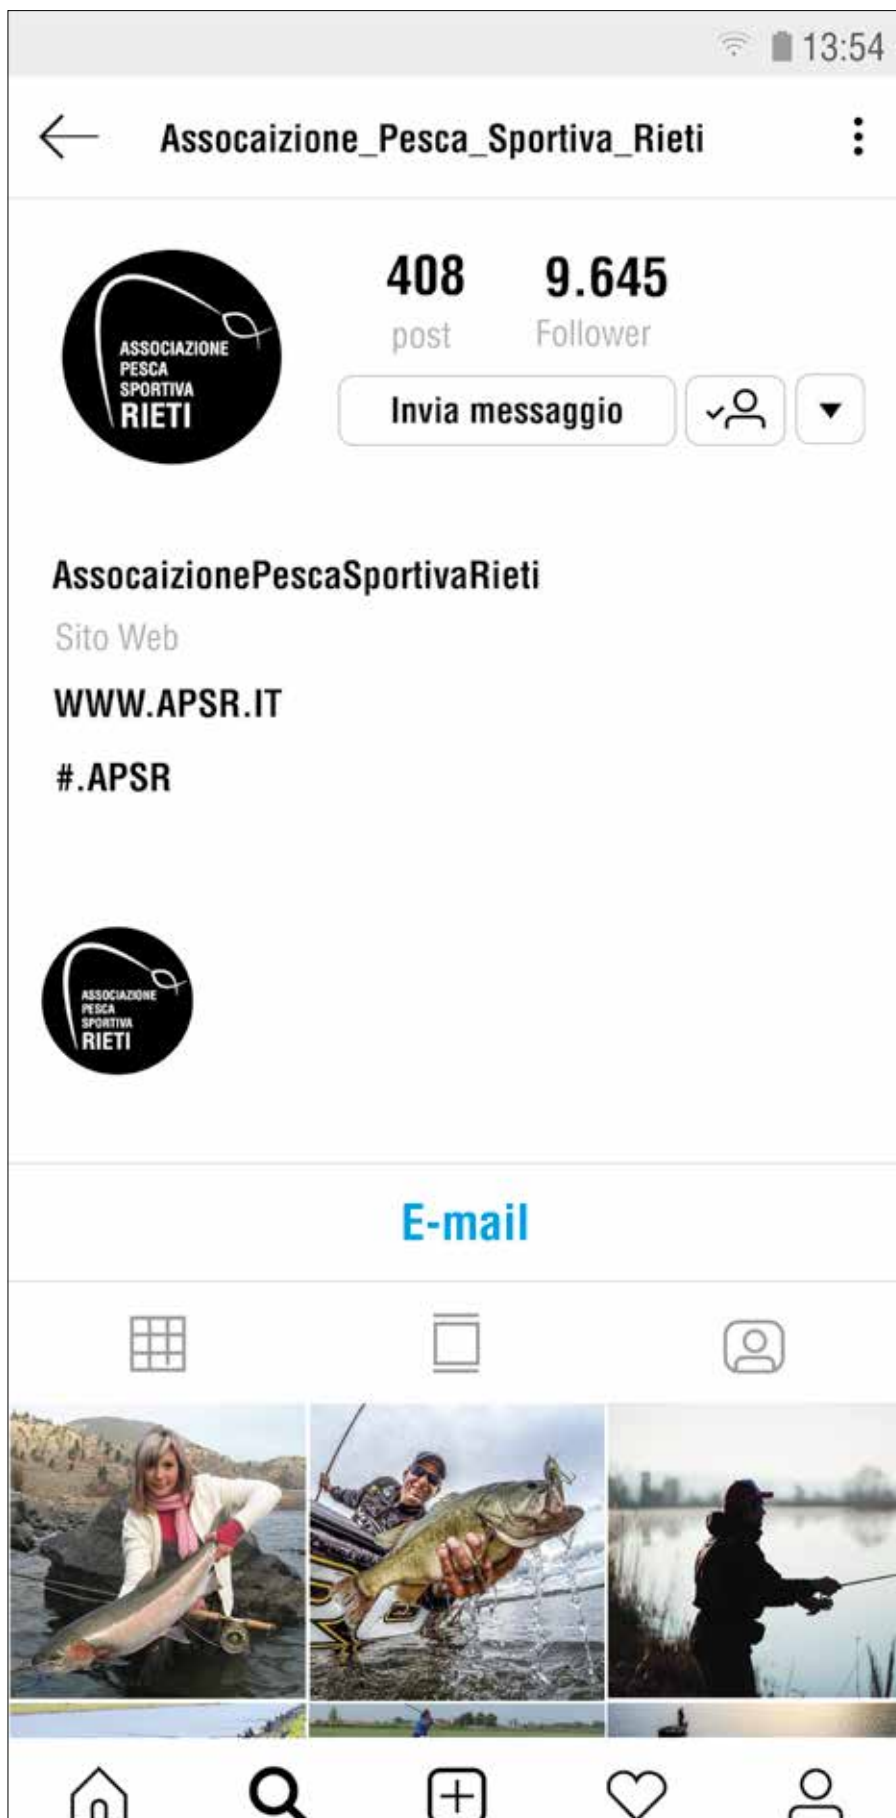 13:54
Assocaizione_Pesca_Sportiva_Rieti
408
post
9.645
Follower
ASSOCIAZIONE
PESCA
SPORTIVA
RIETI
Invia messaggio
AssocaizionePescaSportivaRieti
Sito Web
WWW.APSR.IT
#.APSR
ASSOCIAZIONE
PESCA
SPORTIVA
RIETI
E-mail